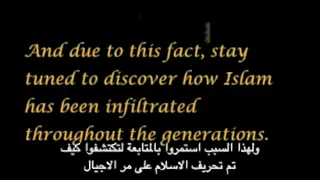 And due to this fact, stay
tuned to discover how Islam
has been infiltrated
throughout the generations.
ولهذا السبب استمروا بالمتابعة لتكتشفوا كيف
تم تحريف الاسلام على مر الاجيال